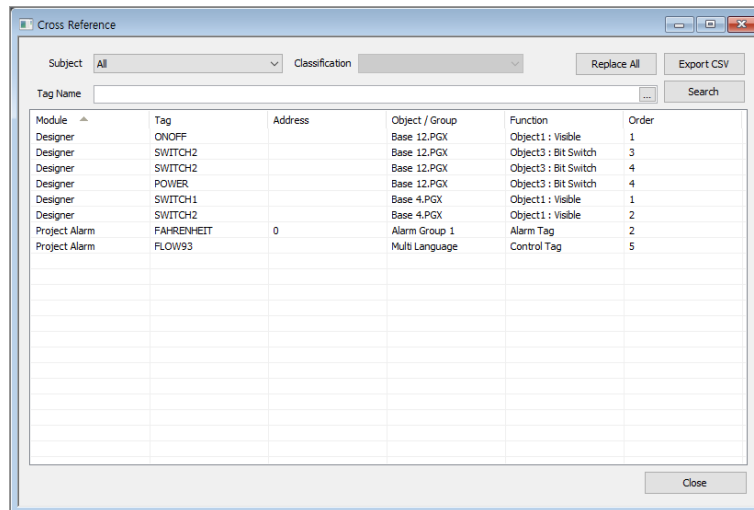 Cross Reference
Subject All Classification Replace All Export CSV
Tag Name ... Search
Module Tag Address Object / Group Function Order
Designer ONOFF Base 12.PGX Object1 : Visible 1
Designer SWITCH2 Base 12.PGX Object3 : Bit Switch 3
Designer SWITCH2 Base 12.PGX Object3 : Bit Switch 4
Designer POWER Base 12.PGX Object3 : Bit Switch 4
Designer SWITCH1 Base 4.PGX Object1 : Visible 1
Designer SWITCH2 Base 4.PGX Object1 : Visible 2
Project Alarm FAHRENHEIT 0 Alarm Group 1 Alarm Tag 2
Project Alarm FLOW93 Multi Language Control Tag 5
Close